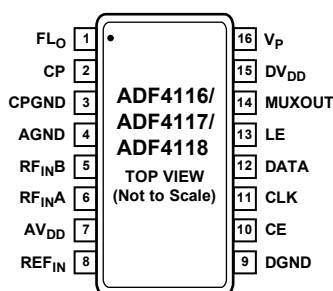 FLO 1
CP 2
CPGND 3
AGND 4
RFINB 5
RFINA 6
AVDD 7
REFIN 8
ADF4116/
ADF4117/
ADF4118
TOP VIEW
(Not to Scale)
16 VP
15 DVDD
14 MUXOUT
13 LE
12 DATA
11 CLK
10 CE
9 DGND